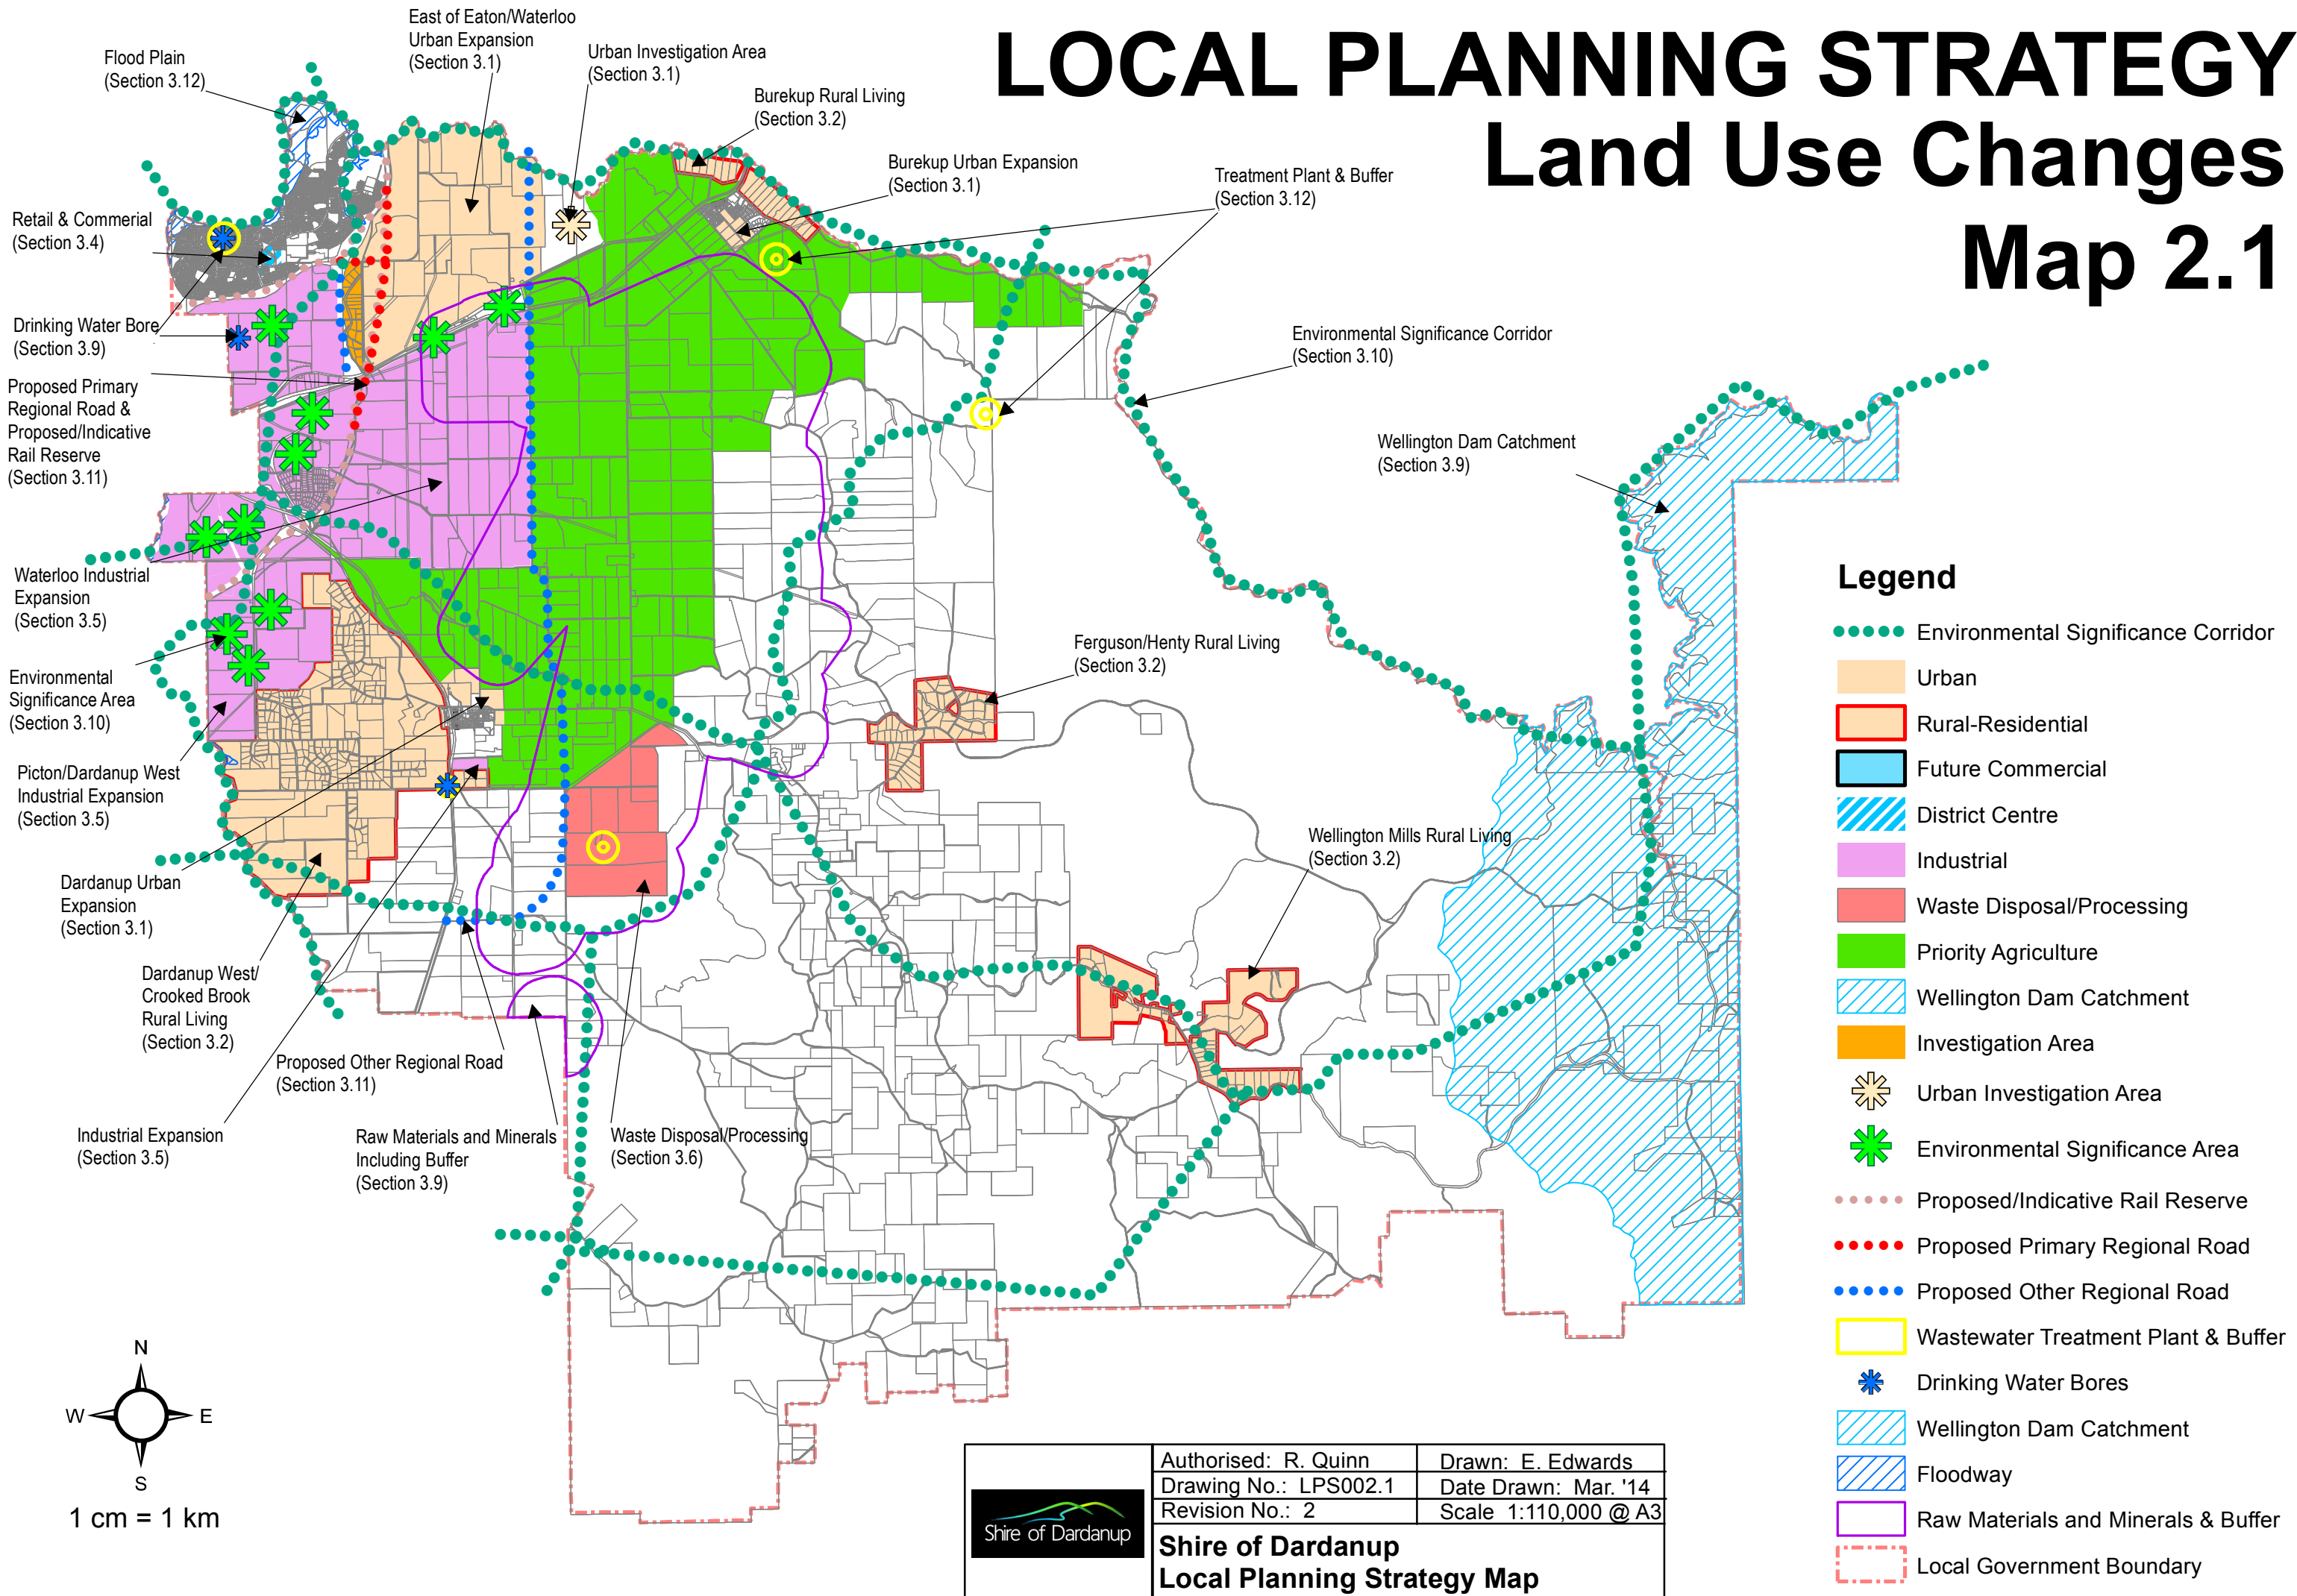 LOCAL PLANNING STRATEGY
Land Use Changes
Map 2.1
Flood Plain
(Section 3.12)
East of Eaton/Waterloo
Urban Expansion
(Section 3.1)
Urban Investigation Area
(Section 3.1)
Burekup Rural Living
(Section 3.2)
Burekup Urban Expansion
(Section 3.1)
Treatment Plant & Buffer
(Section 3.12)
Retail & Commerial
(Section 3.4)
Drinking Water Bore
(Section 3.9)
Proposed Primary
Regional Road &
Proposed/Indicative
Rail Reserve
(Section 3.11)
Environmental Significance Corridor
(Section 3.10)
Wellington Dam Catchment
(Section 3.9)
Waterloo Industrial
Expansion
(Section 3.5)
Environmental
Significance Area
(Section 3.10)
Picton/Dardanup West
Industrial Expansion
(Section 3.5)
Ferguson/Henty Rural Living
(Section 3.2)
Wellington Mills Rural Living
(Section 3.2)
Dardanup Urban
Expansion
(Section 3.1)
Dardanup West/
Crooked Brook
Rural Living
(Section 3.2)
Proposed Other Regional Road
(Section 3.11)
Industrial Expansion
(Section 3.5)
Raw Materials and Minerals
Including Buffer
(Section 3.9)
Waste Disposal/Processing
(Section 3.6)
Legend
Environmental Significance Corridor
Urban
Rural-Residential
Future Commercial
District Centre
Industrial
Waste Disposal/Processing
Priority Agriculture
Wellington Dam Catchment
Investigation Area
Urban Investigation Area
Environmental Significance Area
Proposed/Indicative Rail Reserve
Proposed Primary Regional Road
Proposed Other Regional Road
Wastewater Treatment Plant & Buffer
Drinking Water Bores
Wellington Dam Catchment
Floodway
Raw Materials and Minerals & Buffer
Local Government Boundary
N
W E
S
1 cm = 1 km
Shire of Dardanup
Authorised: R. Quinn
Drawn: E. Edwards
Drawing No.: LPS002.1
Date Drawn: Mar. '14
Revision No.: 2
Scale 1:110,000 @ A3
Shire of Dardanup
Local Planning Strategy Map